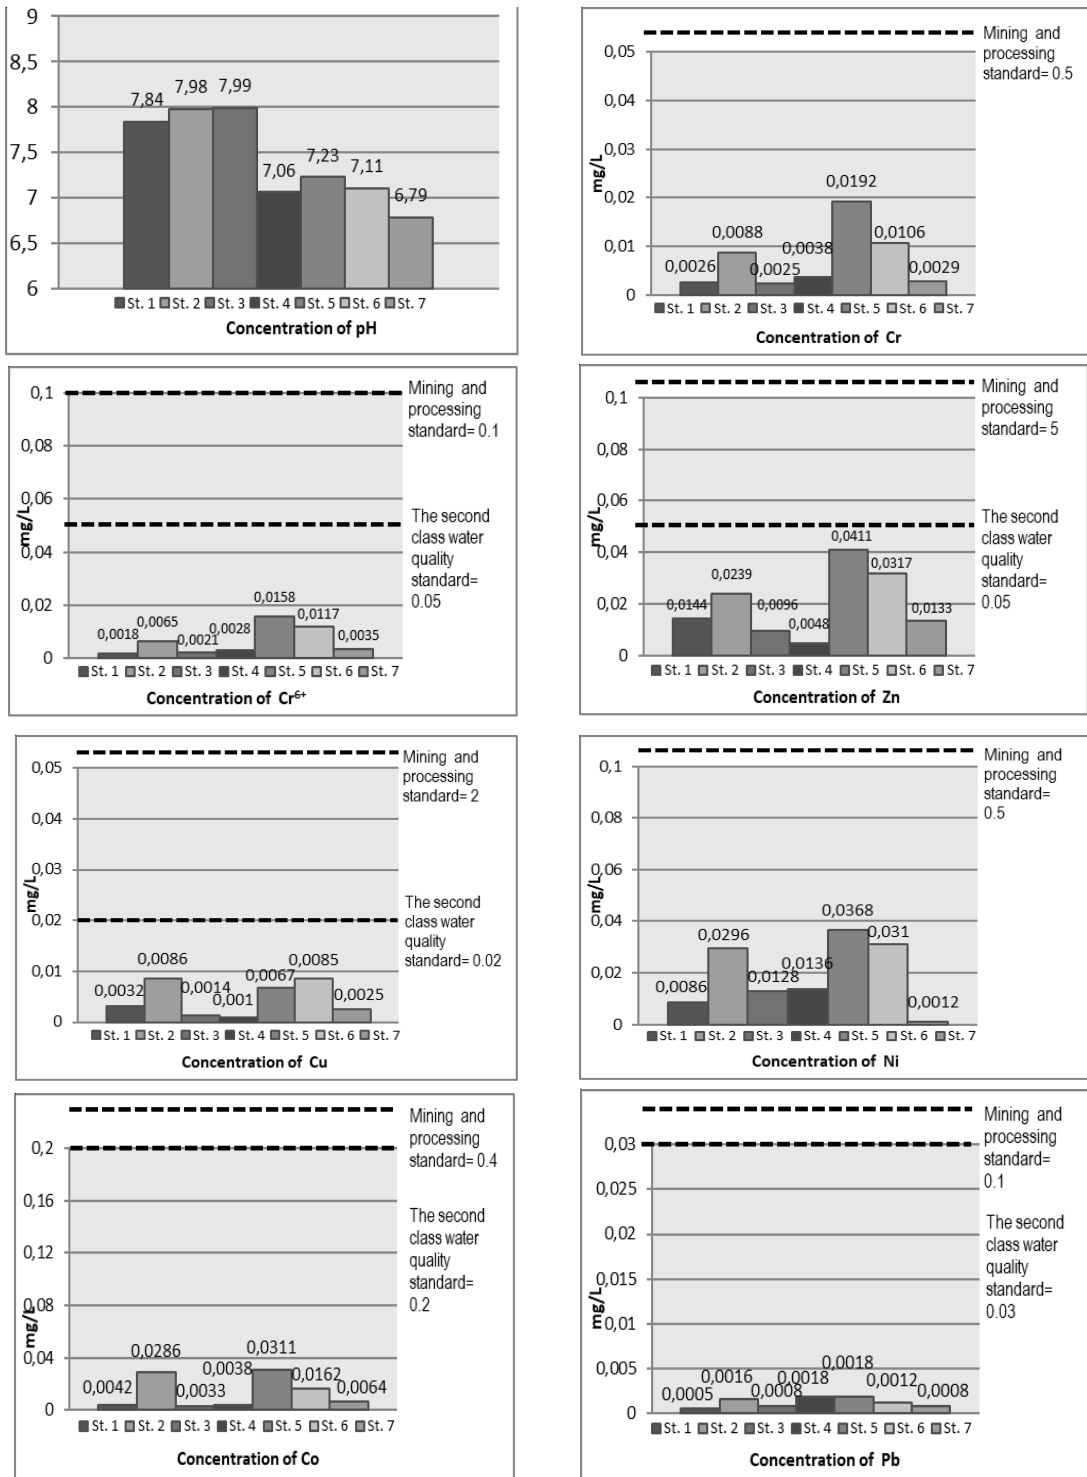 9
8,5
8
7,5
7
6,5
6
7,84
7,98
7,99
7,06
7,23
7,11
6,79
St. 1 St. 2 St. 3 St. 4 St. 5 St. 6 St. 7
Concentration of pH
Mining and
processing
standard= 0.5
0,05
0,04
0,03
0,02
0,01
0
mg/L
0,0026
0,0088
0,0025
0,0038
0,0192
0,0106
0,0029
St. 1 St. 2 St. 3 St. 4 St. 5 St. 6 St. 7
Concentration of Cr
Mining and
processing
standard= 0.1
The second
class water
quality
standard=
0.05
0,1
0,08
0,06
0,04
0,02
0
mg/L
0,0018
0,0065
0,0021
0,0028
0,0158
0,0117
0,0035
St. 1 St. 2 St. 3 St. 4 St. 5 St. 6 St. 7
Concentration of Cr⁶⁺
Mining and
processing
standard= 5
The second
class water
quality
standard=
0.05
0,1
0,08
0,06
0,04
0,02
0
mg/L
0,0144
0,0239
0,0096
0,0048
0,0411
0,0317
0,0133
St. 1 St. 2 St. 3 St. 4 St. 5 St. 6 St. 7
Concentration of Zn
Mining and
processing
standard= 2
The second
class water
quality
standard= 0.02
0,05
0,04
0,03
0,02
0,01
0
mg/L
0,0032
0,0086
0,0014
0,001
0,0067
0,0085
0,0025
St. 1 St. 2 St. 3 St. 4 St. 5 St. 6 St. 7
Concentration of Cu
Mining and
processing
standard=
0.5
0,1
0,08
0,06
0,04
0,02
0
mg/L
0,0086
0,0296
0,0128
0,0136
0,0368
0,031
0,0012
St. 1 St. 2 St. 3 St. 4 St. 5 St. 6 St. 7
Concentration of Ni
Mining and
processing
standard= 0.4
The second
class water
quality
standard=
0.2
0,2
0,16
0,12
0,08
0,04
0
mg/L
0,0042
0,0286
0,0033
0,0038
0,0311
0,0162
0,0064
St. 1 St. 2 St. 3 St. 4 St. 5 St. 6 St. 7
Concentration of Co
Mining and
processing
standard=
0.1
The second
class water
quality
standard=
0.03
0,03
0,025
0,02
0,015
0,01
0,005
0
mg/L
0,0005
0,0016
0,0008
0,0018
0,0018
0,0012
0,0008
St. 1 St. 2 St. 3 St. 4 St. 5 St. 6 St. 7
Concentration of Pb